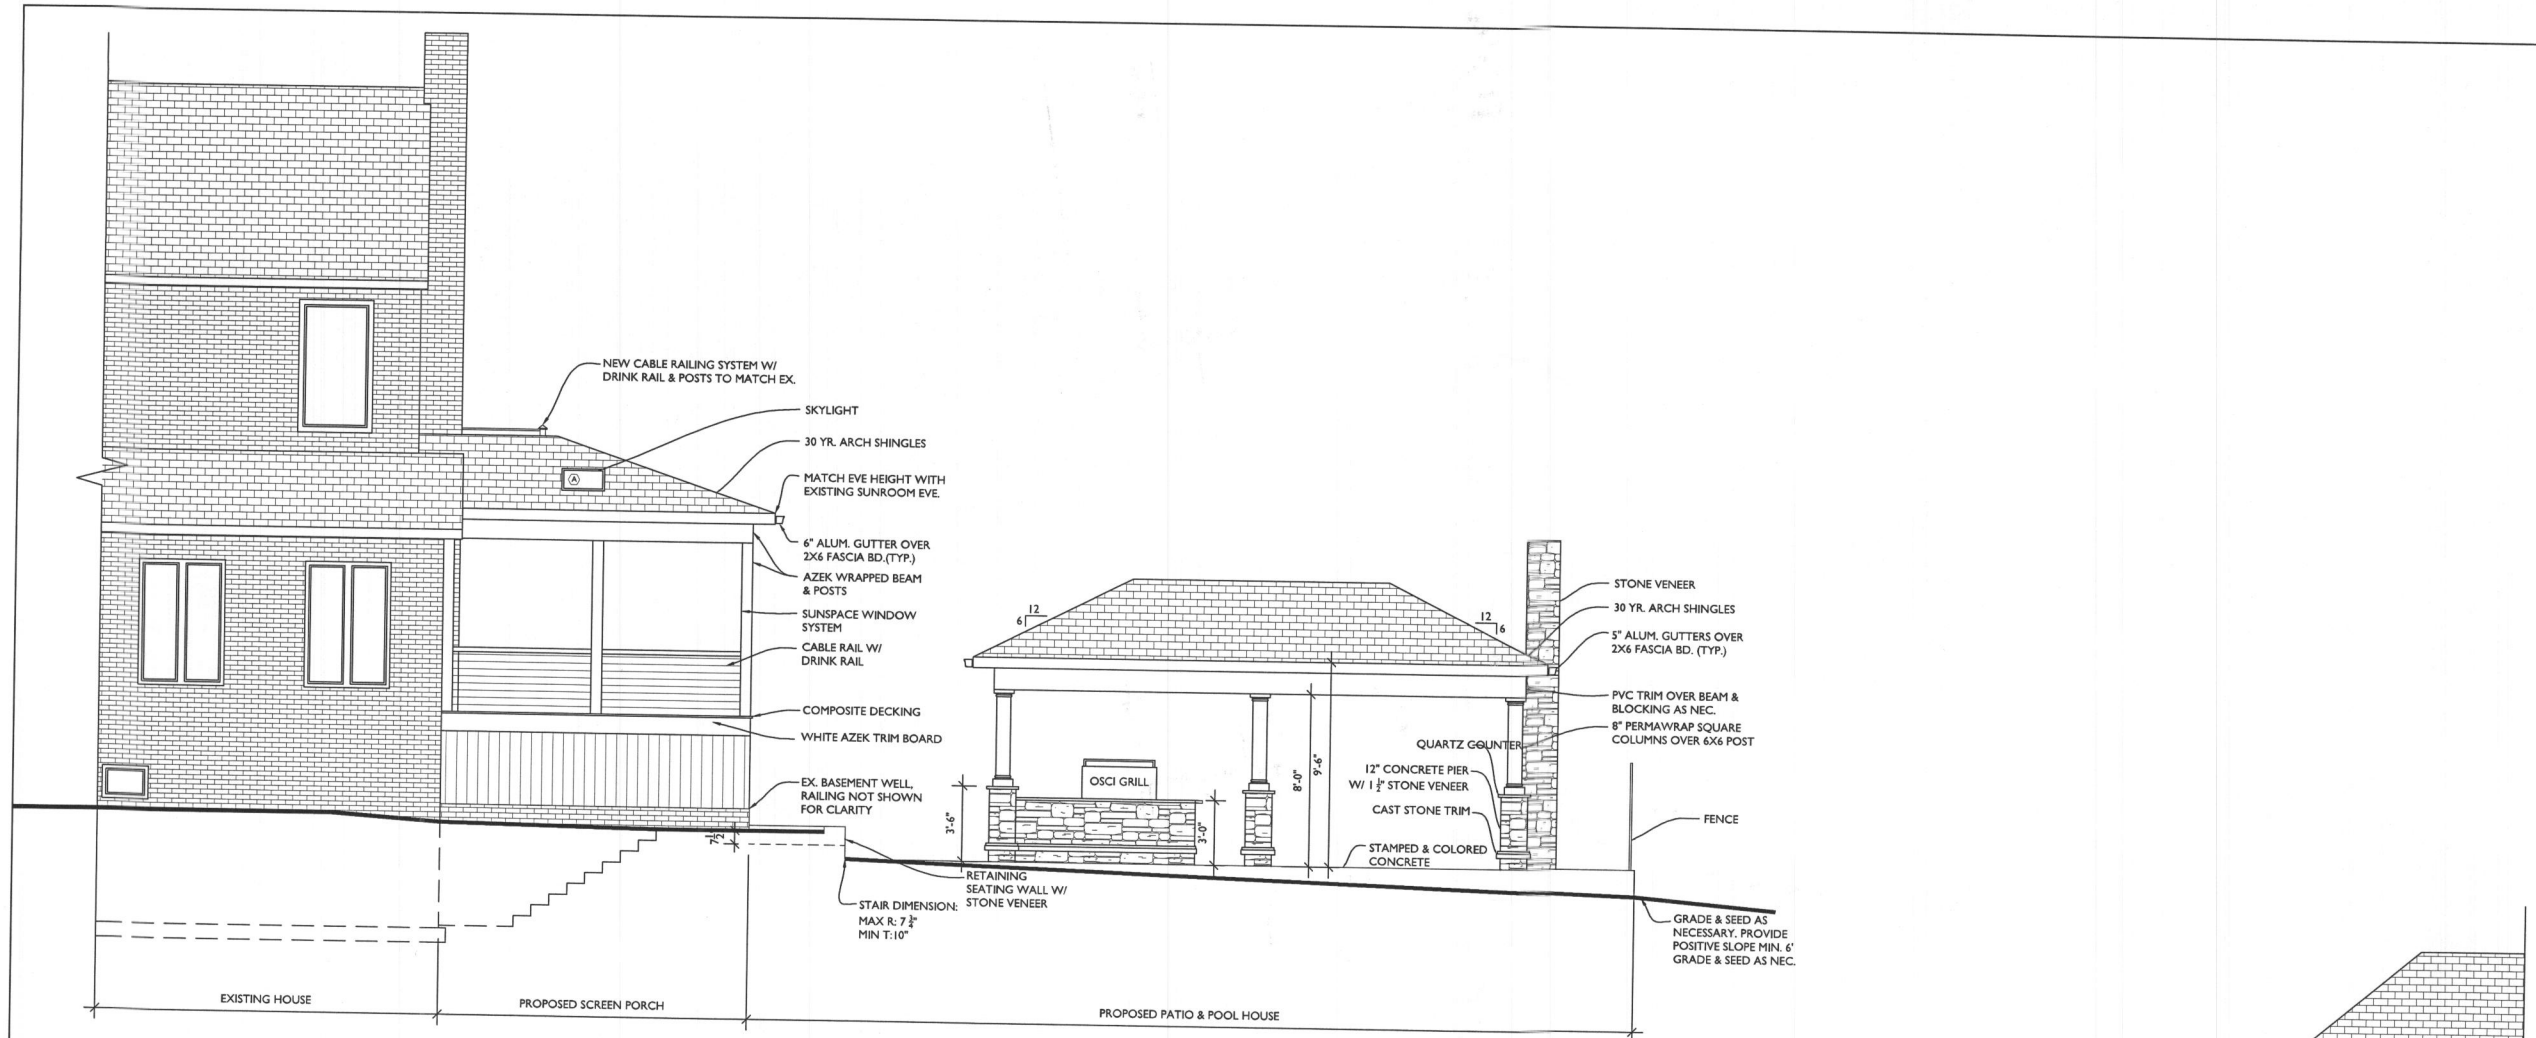 NEW CABLE RAILING SYSTEM W/
DRINK RAIL & POSTS TO MATCH EX.
SKYLIGHT
30 YR. ARCH SHINGLES
A
MATCH EVE HEIGHT WITH
EXISTING SUNROOM EVE.
6" ALUM. GUTTER OVER
2X6 FASCIA BD.(TYP.)
AZEK WRAPPED BEAM
& POSTS
SUNSPACE WINDOW
SYSTEM
CABLE RAIL W/
DRINK RAIL
COMPOSITE DECKING
WHITE AZEK TRIM BOARD
EX. BASEMENT WELL,
RAILING NOT SHOWN
FOR CLARITY
7 1/2"
STAIR DIMENSION:
MAX R: 7 3/4"
MIN T:10"
RETAINING
SEATING WALL W/
STONE VENEER
12
6
12
6
OSCI GRILL
3'-6"
3'-0"
8'-0"
9'-6"
STONE VENEER
30 YR. ARCH SHINGLES
5" ALUM. GUTTERS OVER
2X6 FASCIA BD. (TYP.)
PVC TRIM OVER BEAM &
BLOCKING AS NEC.
8" PERMAWRAP SQUARE
COLUMNS OVER 6X6 POST
QUARTZ COUNTER
12" CONCRETE PIER
W/ 1 1/2" STONE VENEER
CAST STONE TRIM
STAMPED & COLORED
CONCRETE
FENCE
GRADE & SEED AS
NECESSARY. PROVIDE
POSITIVE SLOPE MIN. 6'
GRADE & SEED AS NEC.
EXISTING HOUSE
PROPOSED SCREEN PORCH
PROPOSED PATIO & POOL HOUSE